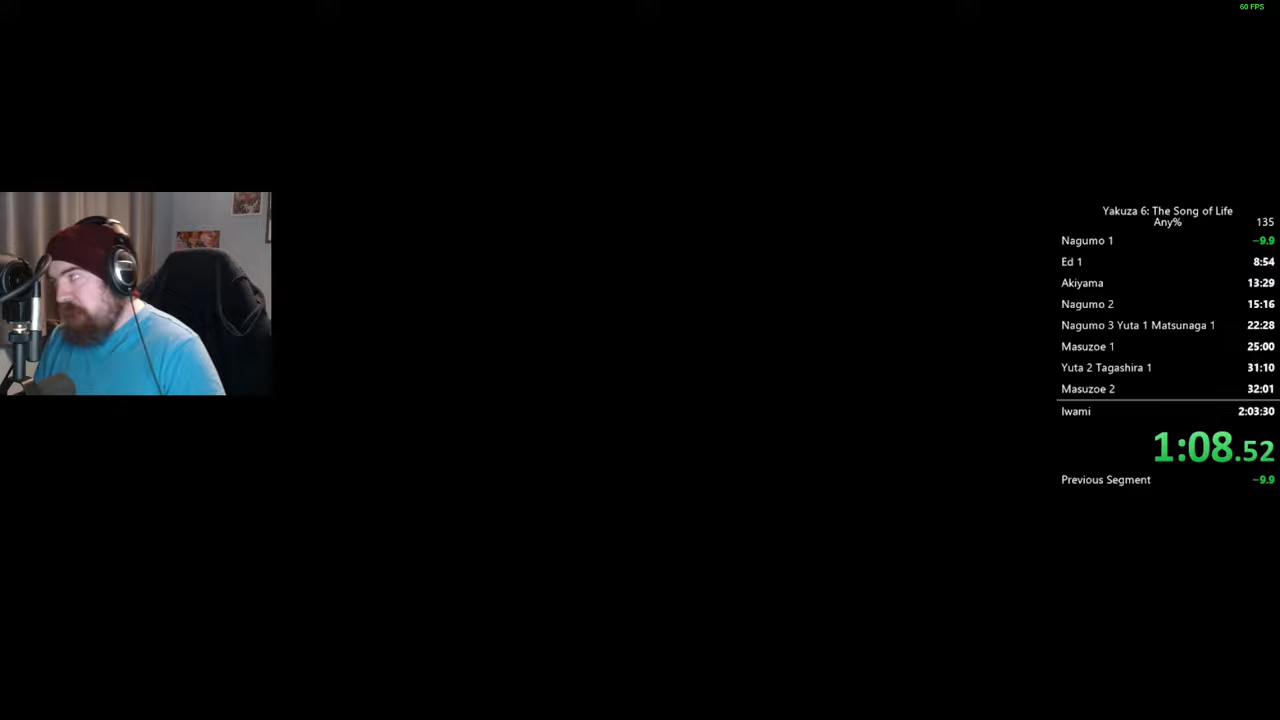 60 FPS
Yakuza 6: The Song of Life
Any% 135
Nagumo 1 −9.9
Ed 1 8:54
Akiyama 13:29
Nagumo 2 15:16
Nagumo 3 Yuta 1 Matsunaga 1 22:28
Masuzoe 1 25:00
Yuta 2 Tagashira 1 31:10
Masuzoe 2 32:01
Iwami 2:03:30
1:08.52
Previous Segment −9.9